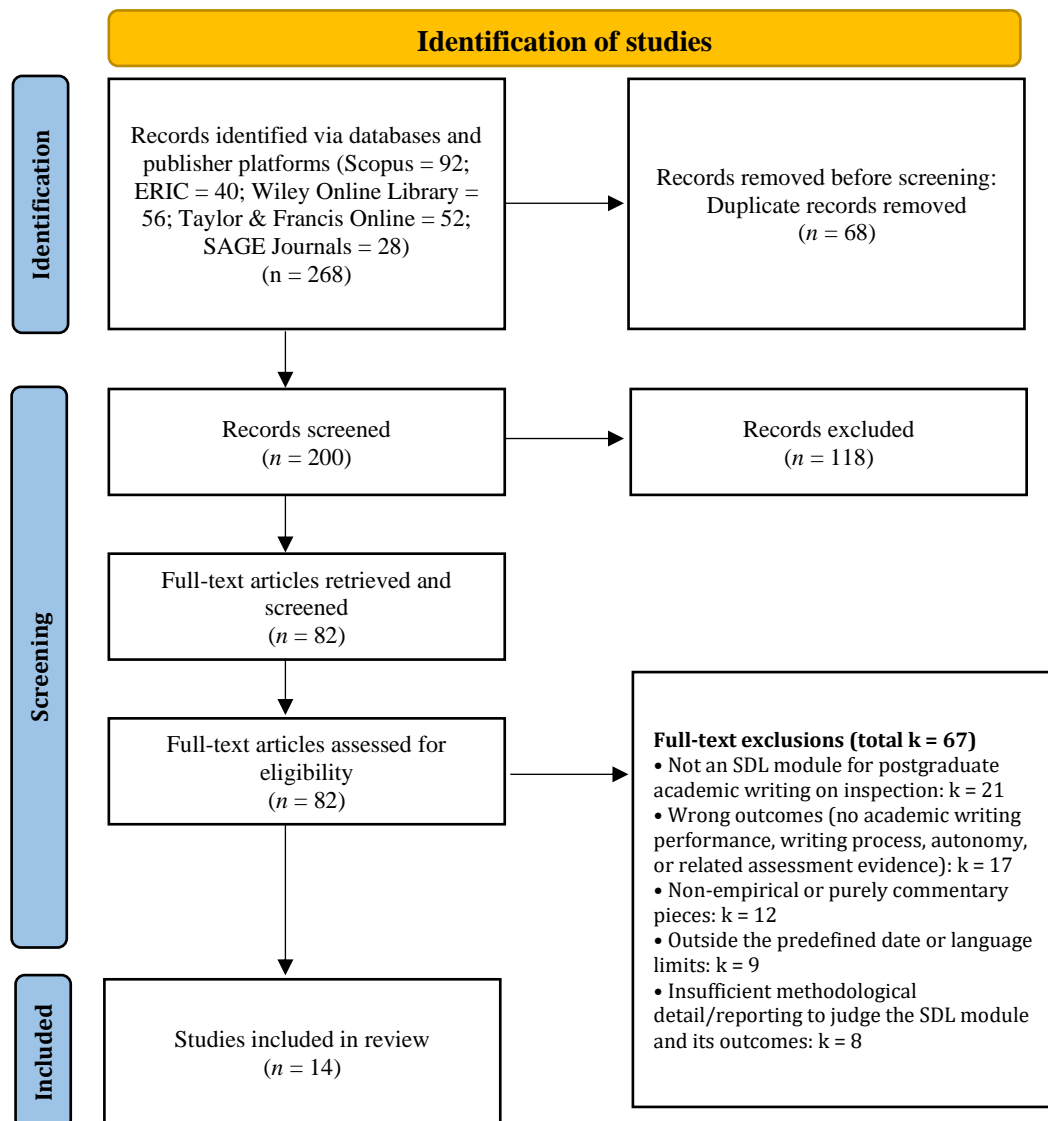 Identification of studies
Identification
Records identified via databases and
publisher platforms (Scopus = 92;
ERIC = 40; Wiley Online Library =
56; Taylor & Francis Online = 52;
SAGE Journals = 28)
(n = 268)
Records removed before screening:
Duplicate records removed
(n = 68)
Screening
Records screened
(n = 200)
Records excluded
(n = 118)
Full-text articles retrieved and
screened
(n = 82)
Full-text articles assessed for
eligibility
(n = 82)
Full-text exclusions (total k = 67)
• Not an SDL module for postgraduate
academic writing on inspection: k = 21
• Wrong outcomes (no academic writing
performance, writing process, autonomy,
or related assessment evidence): k = 17
• Non-empirical or purely commentary
pieces: k = 12
• Outside the predefined date or language
limits: k = 9
• Insufficient methodological
detail/reporting to judge the SDL module
and its outcomes: k = 8
Included
Studies included in review
(n = 14)